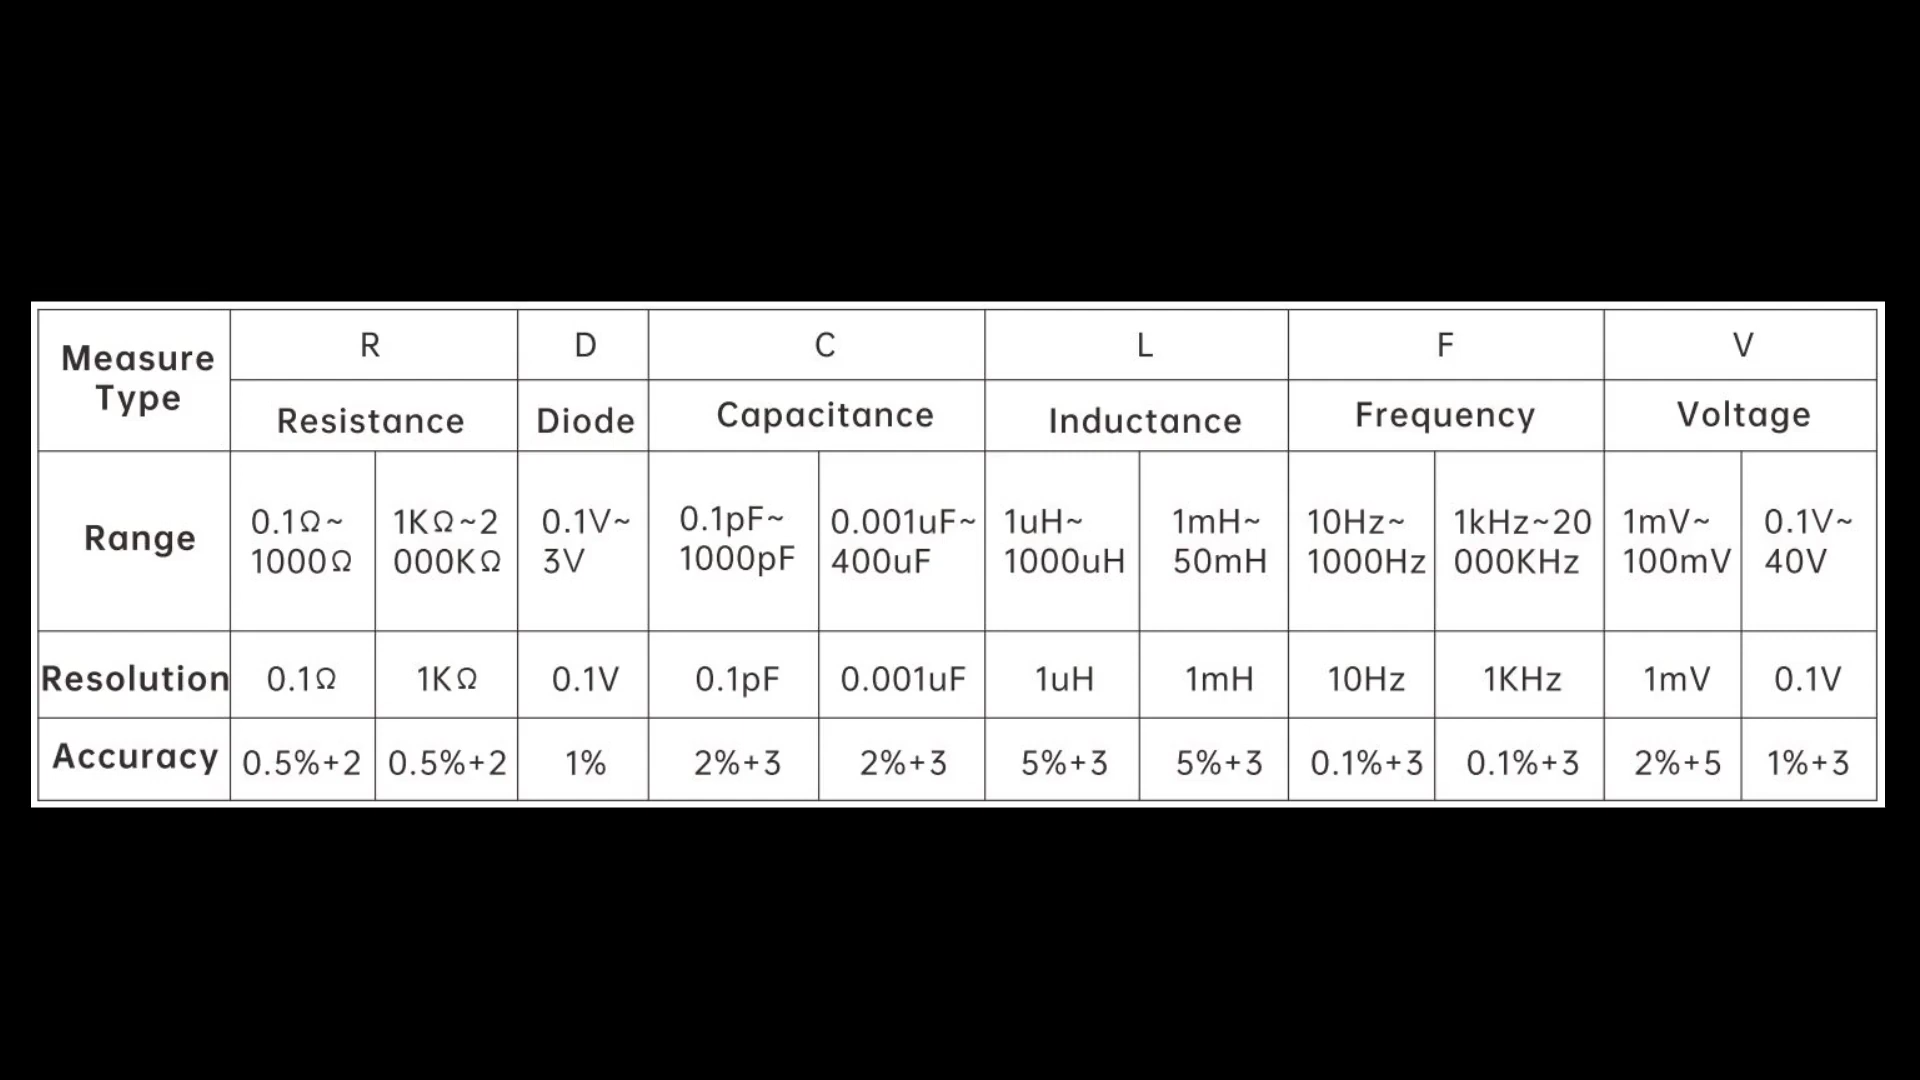 Measure Type R D C L F V
Resistance Diode Capacitance Inductance Frequency Voltage
Range 0.1Ω~ 1KΩ~2 0.1V~ 0.1pF~ 0.001uF~ 1uH~ 1mH~ 10Hz~ 1kHz~20 1mV~ 0.1V~
1000Ω 000KΩ 3V 1000pF 400uF 1000uH 50mH 1000Hz 000KHz 100mV 40V
Resolution 0.1Ω 1KΩ 0.1V 0.1pF 0.001uF 1uH 1mH 10Hz 1KHz 1mV 0.1V
Accuracy 0.5%+2 0.5%+2 1% 2%+3 2%+3 5%+3 5%+3 0.1%+3 0.1%+3 2%+5 1%+3